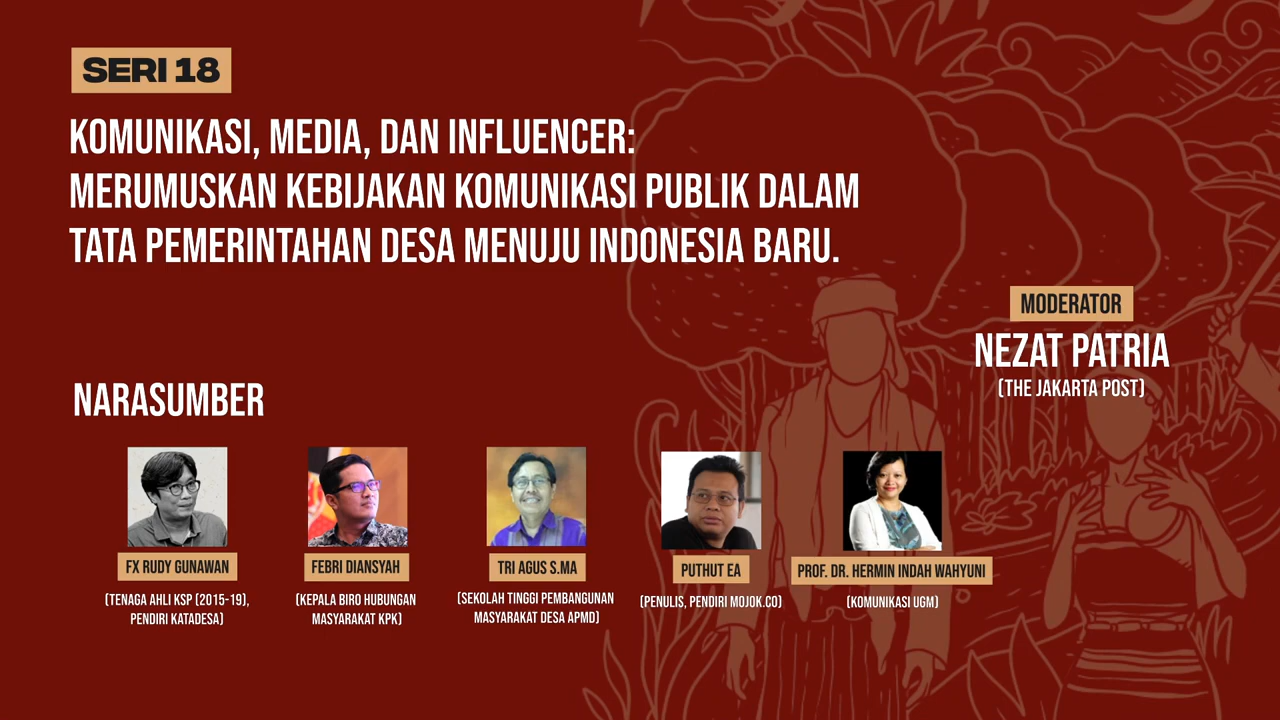 SERI 18
KOMUNIKASI, MEDIA, DAN INFLUENCER:
MERUMUSKAN KEBIJAKAN KOMUNIKASI PUBLIK DALAM
TATA PEMERINTAHAN DESA MENUJU INDONESIA BARU.
MODERATOR
NEZAT PATRIA
(THE JAKARTA POST)
NARASUMBER
FX RUDY GUNAWAN
(TENAGA AHLI KSP (2015-19),
PENDIRI KATADESA)
FEBRI DIANSYAH
(KEPALA BIRO HUBUNGAN
MASYARAKAT KPK)
TRI AGUS S.MA
(SEKOLAH TINGGI PEMBANGUNAN
MASYARAKAT DESA APMD)
PUTHUT EA
(PENULIS, PENDIRI MOJOK.CO)
PROF. DR. HERMIN INDAH WAHYUNI
(KOMUNIKASI UGM)